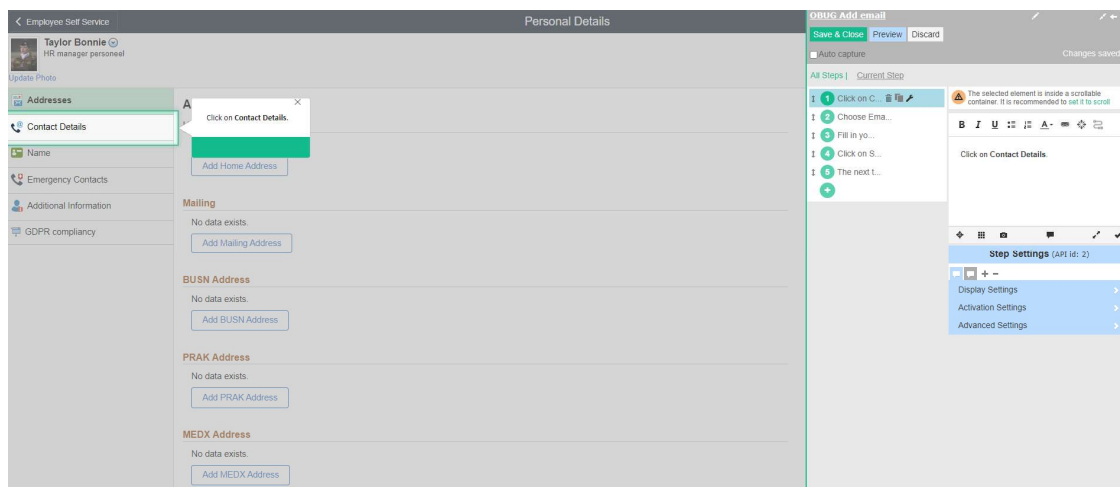 Employee Self Service
Personal Details
Taylor Bonnie
HR manager personeel
Update Photo
Addresses
Contact Details
Name
Emergency Contacts
Additional Information
GDPR compliancy
A
Click on Contact Details.
Add Home Address
Mailing
No data exists.
Add Mailing Address
BUSN Address
No data exists.
Add BUSN Address
PRAK Address
No data exists.
Add PRAK Address
MEDX Address
No data exists.
Add MEDX Address
OBUG Add email
Save & Close Preview Discard
Auto capture
Changes saved
All Steps | Current Step
1 Click on C...
2 Choose Ema...
3 Fill in yo...
4 Click on S...
5 The next t...
The selected element is inside a scrollable
container. It is recommended to set it to scroll
B I U A
Click on Contact Details.
Step Settings (API id: 2)
Display Settings
Activation Settings
Advanced Settings